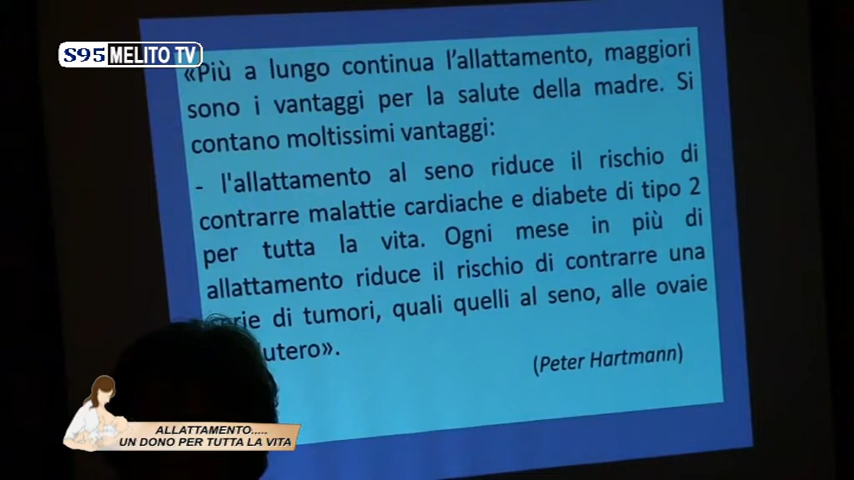 S95 MELITO TV
«Più a lungo continua l'allattamento, maggiori
sono i vantaggi per la salute della madre. Si
contano moltissimi vantaggi:
- l'allattamento al seno riduce il rischio di
contrarre malattie cardiache e diabete di tipo 2
per tutta la vita. Ogni mese in più di
allattamento riduce il rischio di contrarre una
rie di tumori, quali quelli al seno, alle ovaie
utero».
(Peter Hartmann)
ALLATTAMENTO.....
UN DONO PER TUTTA LA VITA